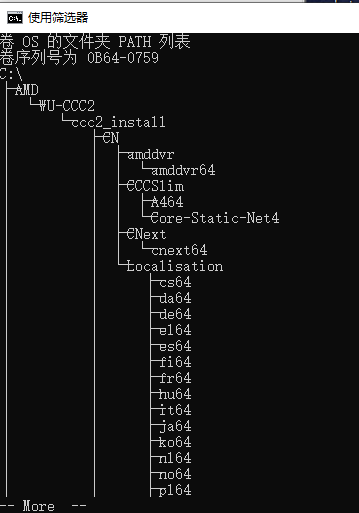 使用筛选器
卷 OS 的文件夹 PATH 列表
卷序列号为 0B64-0759
C:\
├─AMD
│  └─WU-CCC2
│      └─ccc2_install
│          ├─CN
│          │  ├─amddvr
│          │  │  └─amddvr64
│          │  ├─CCCSlim
│          │  │  ├─A464
│          │  │  └─Core-Static-Net4
│          │  ├─CNext
│          │  │  └─cnext64
│          │  └─Localisation
│          │      ├─cs64
│          │      ├─da64
│          │      ├─de64
│          │      ├─el64
│          │      ├─es64
│          │      ├─fi64
│          │      ├─fr64
│          │      ├─hu64
│          │      ├─it64
│          │      ├─ja64
│          │      ├─ko64
│          │      ├─nl64
│          │      ├─no64
│          │      ├─pl64
-- More  --